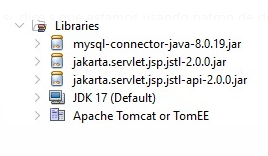 Libraries
mysql-connector-java-8.0.19.jar
jakarta.servlet.jsp.jstl-2.0.0.jar
jakarta.servlet.jsp.jstl-api-2.0.0.jar
JDK 17 (Default)
Apache Tomcat or TomEE